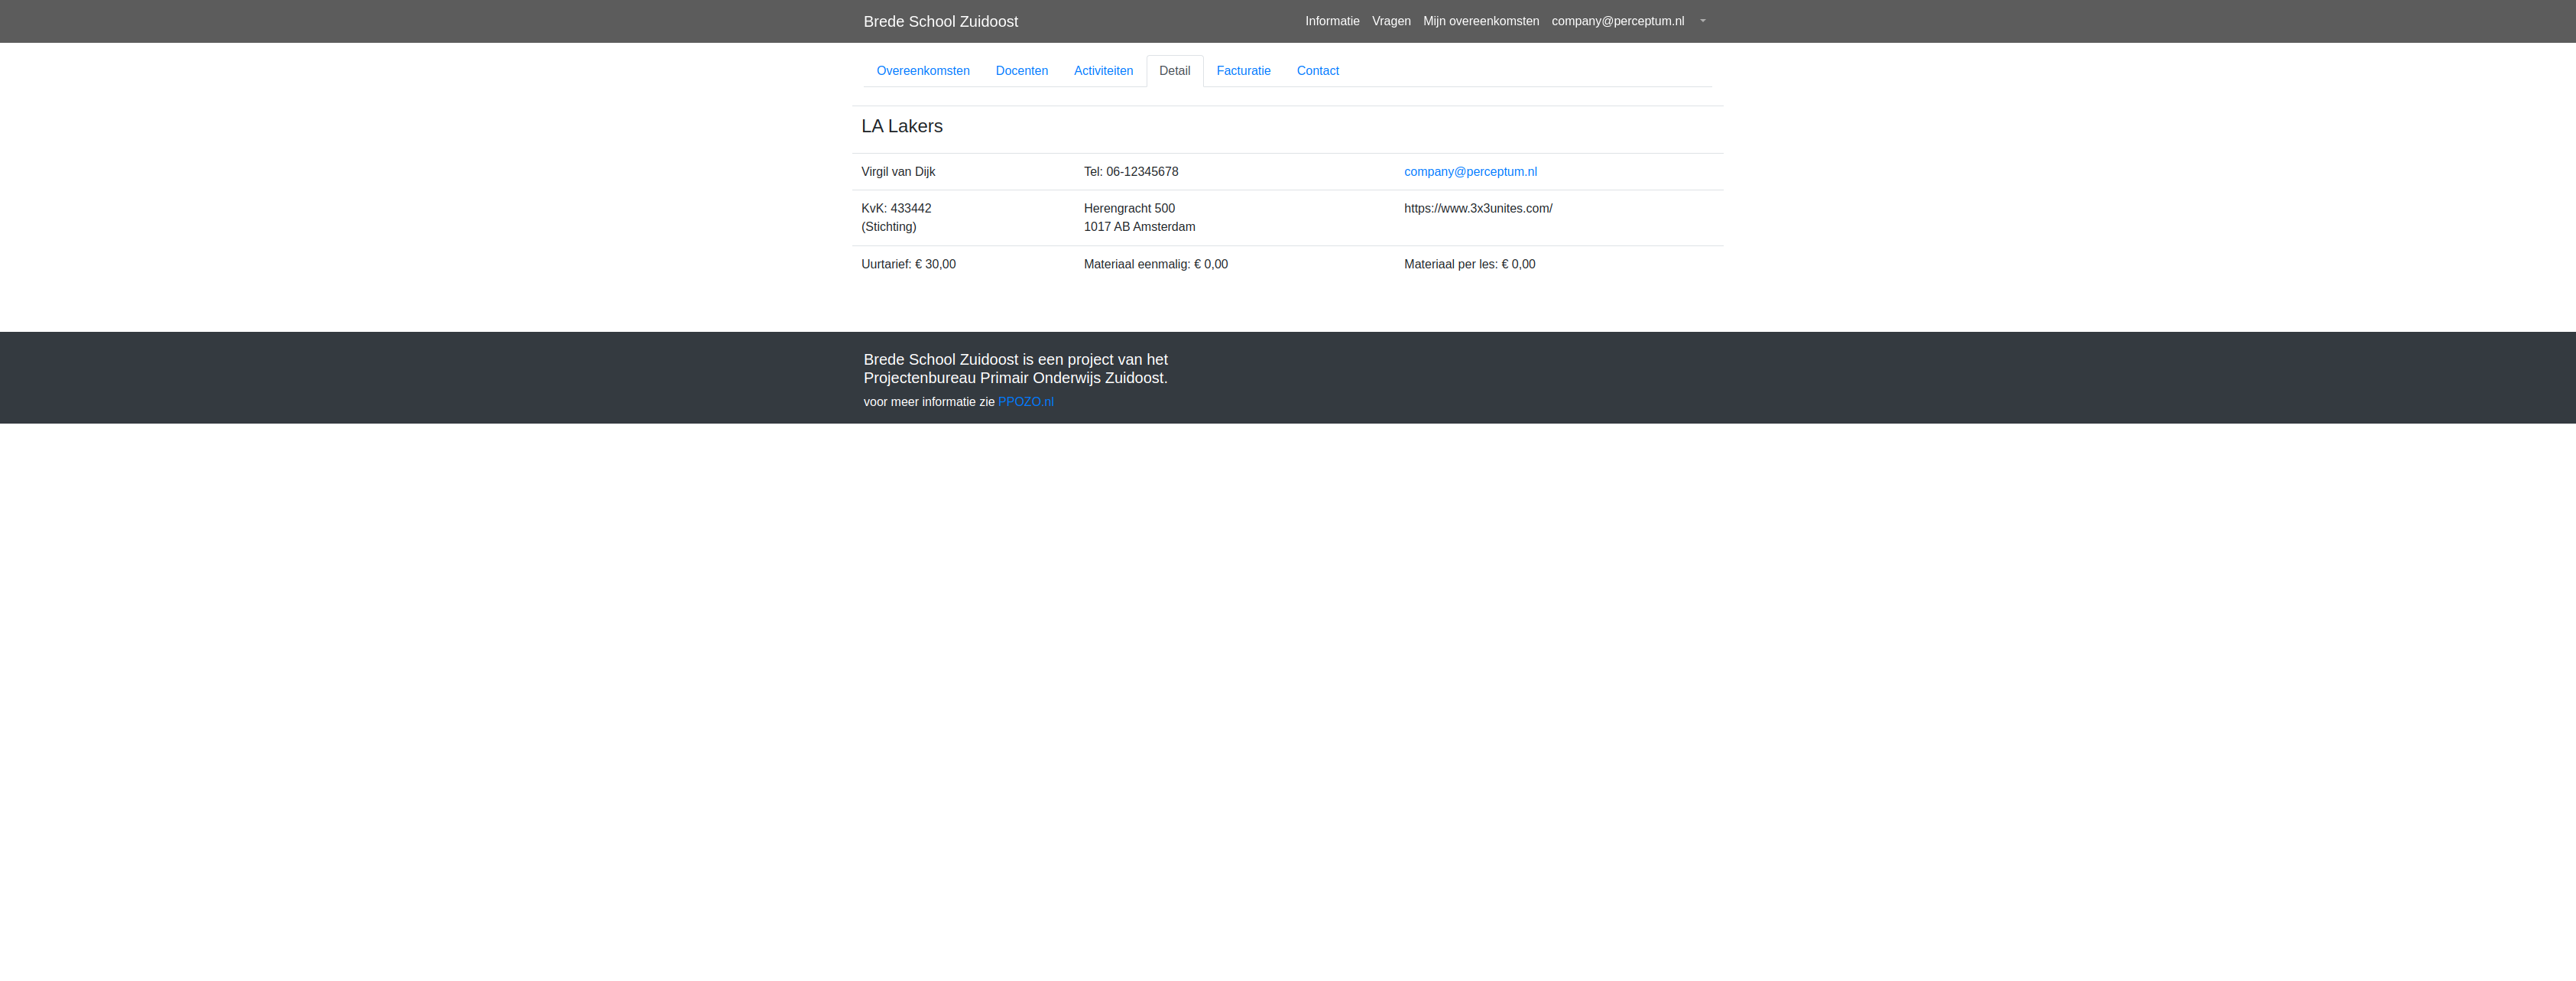 Brede School Zuidoost
Informatie Vragen Mijn overeenkomsten company@perceptum.nl
Overeenkomsten Docenten Activiteiten Detail Facturatie Contact
LA Lakers
Virgil van Dijk Tel: 06-12345678 company@perceptum.nl
KvK: 433442 Herengracht 500 https://www.3x3unites.com/
(Stichting) 1017 AB Amsterdam
Uurtarief: € 30,00 Materiaal eenmalig: € 0,00 Materiaal per les: € 0,00
Brede School Zuidoost is een project van het
Projectenbureau Primair Onderwijs Zuidoost.
voor meer informatie zie PPOZO.nl